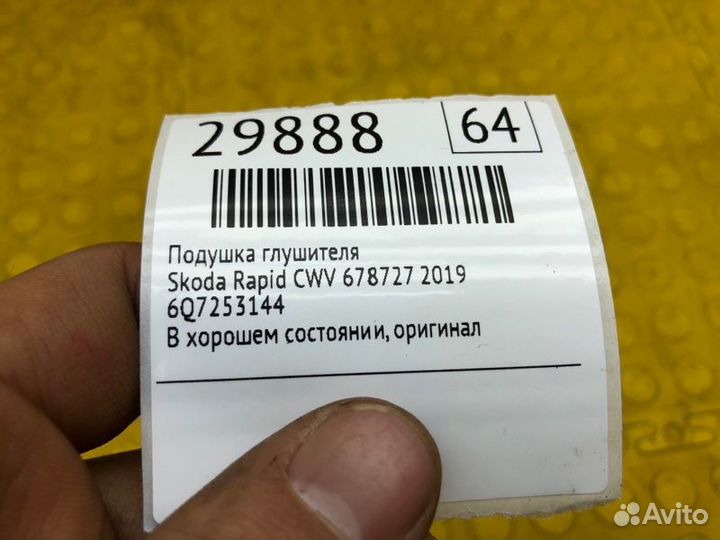 29888 64
Подушка глушителя
Skoda Rapid CWV 678727 2019
6Q7253144
В хорошем состоянии, оригинал
Avito